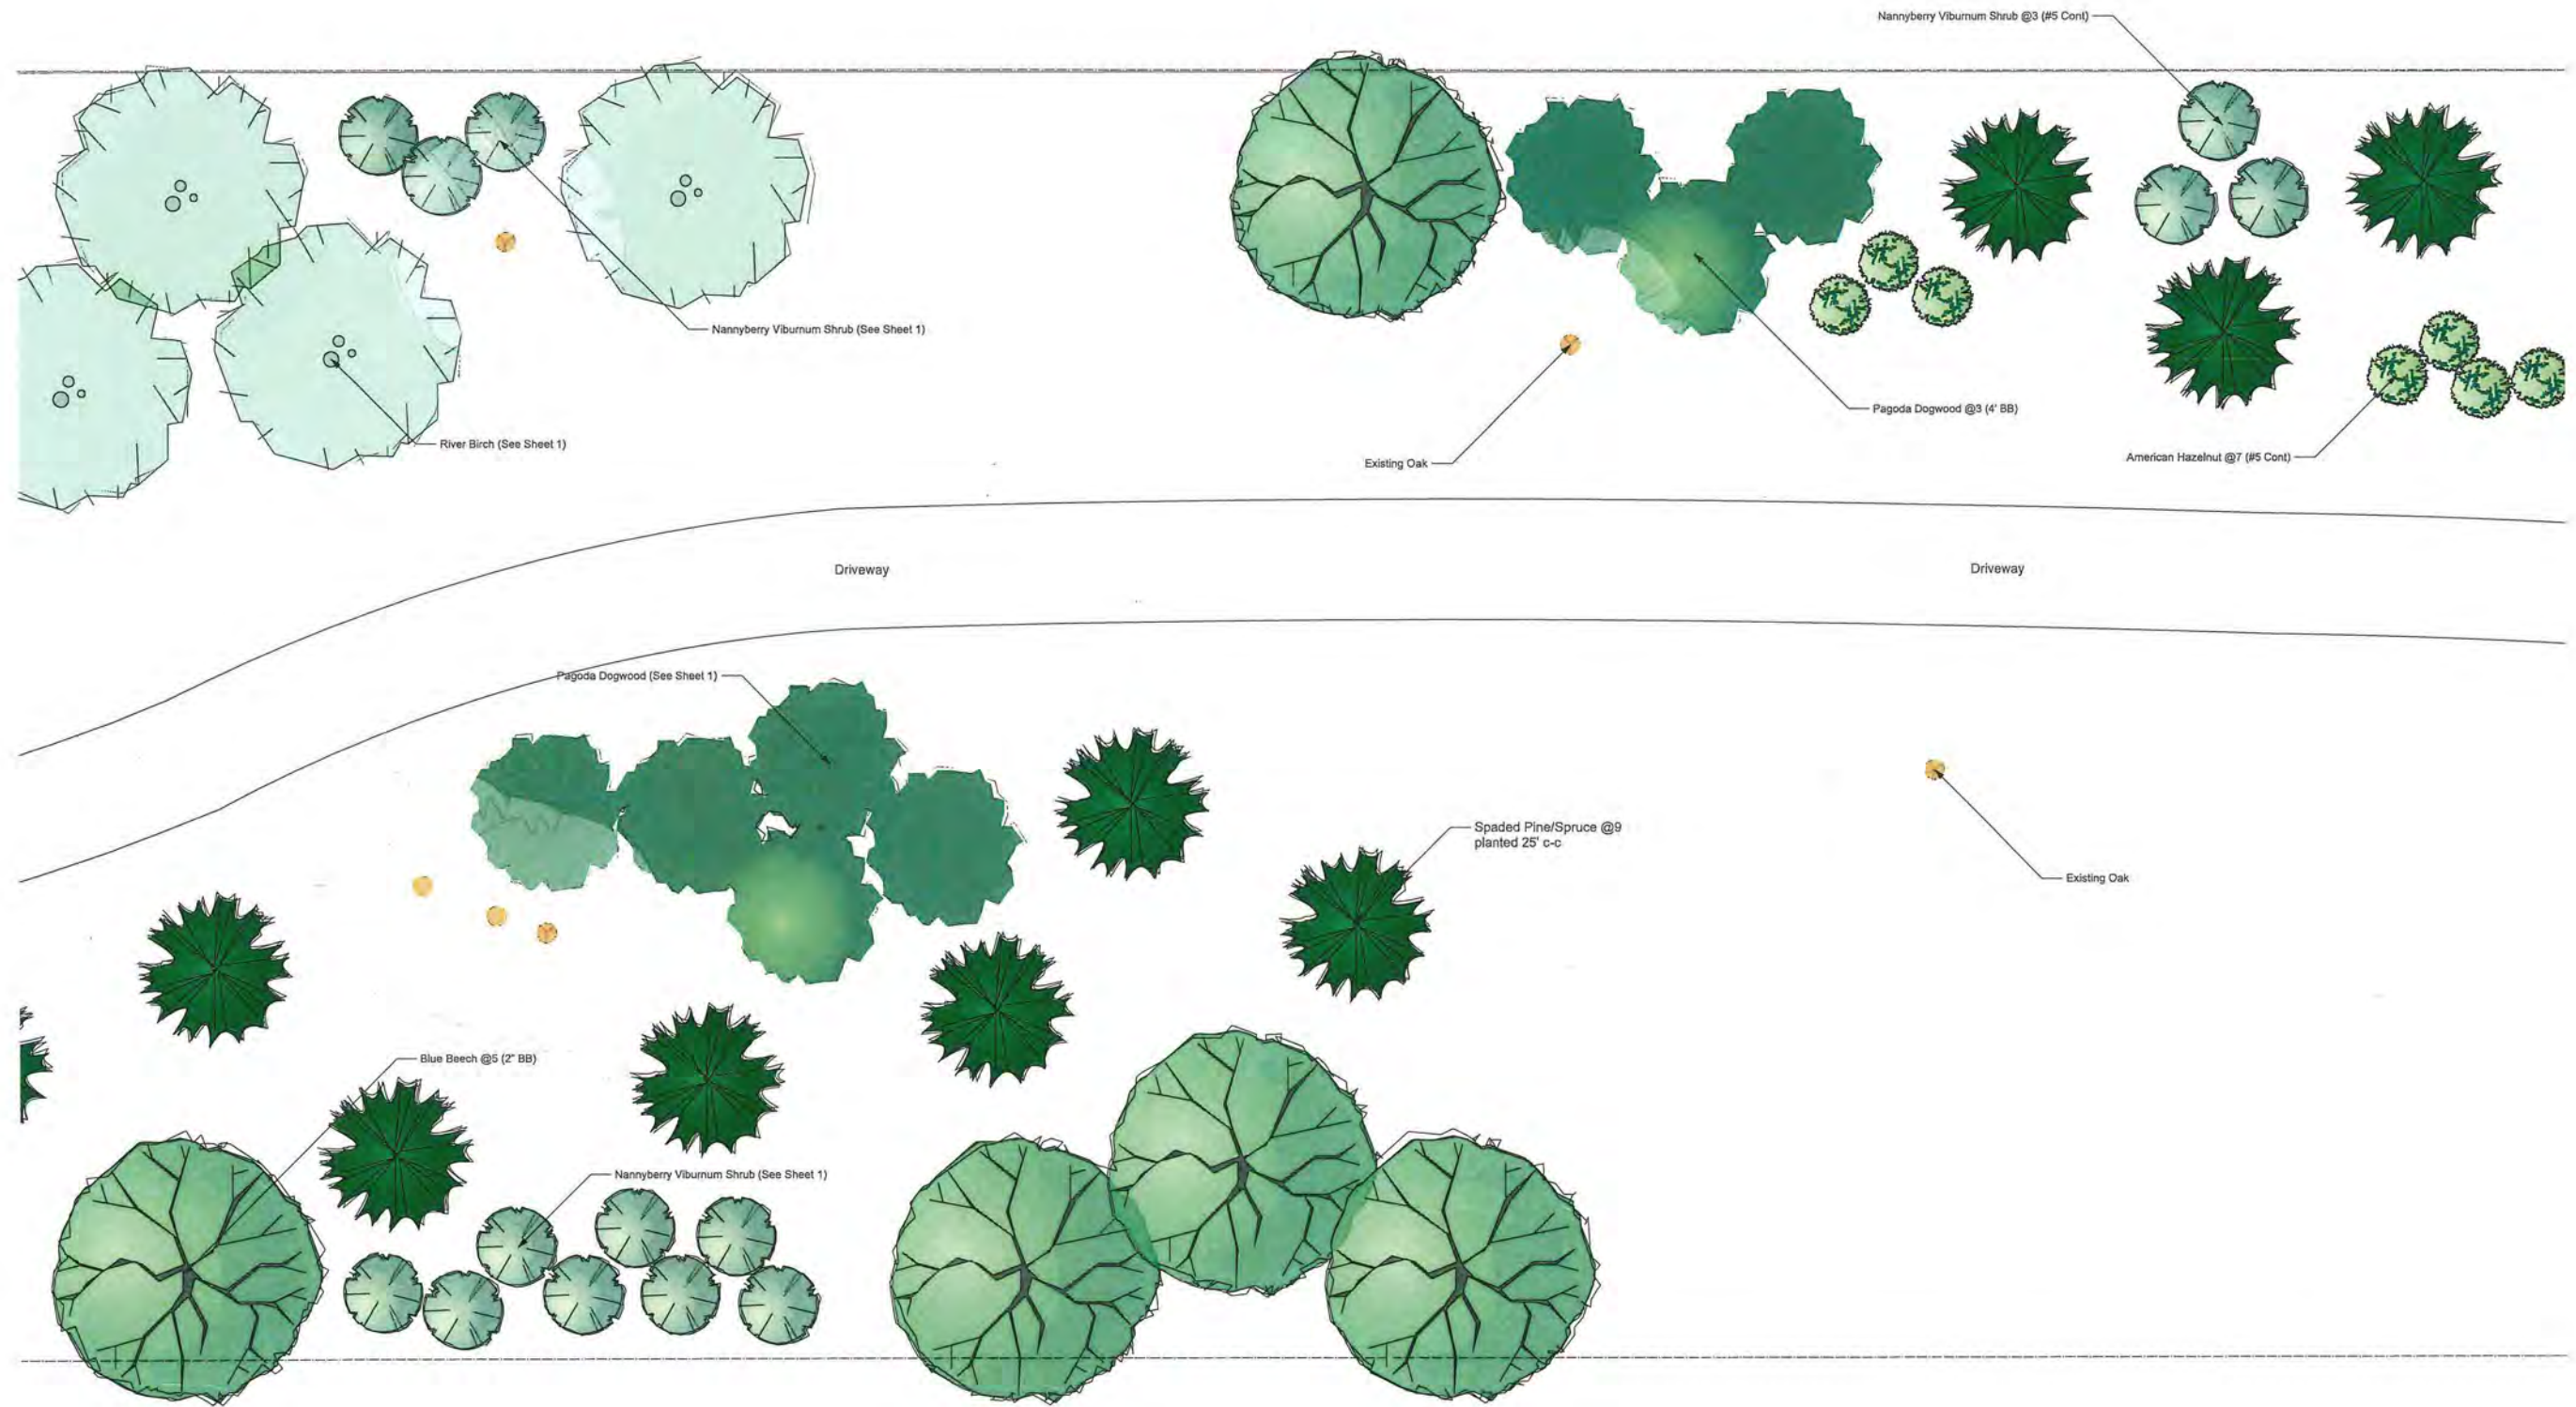 Nannyberry Viburnum Shrub @3 (#5 Cont)
Nannyberry Viburnum Shrub (See Sheet 1)
River Birch (See Sheet 1)
Pagoda Dogwood @3 (4' BB)
Existing Oak
American Hazelnut @7 (#5 Cont)
Driveway
Driveway
Pagoda Dogwood (See Sheet 1)
Spaded Pine/Spruce @9
planted 25' c-c
Existing Oak
Blue Beech @5 (2" BB)
Nannyberry Viburnum Shrub (See Sheet 1)